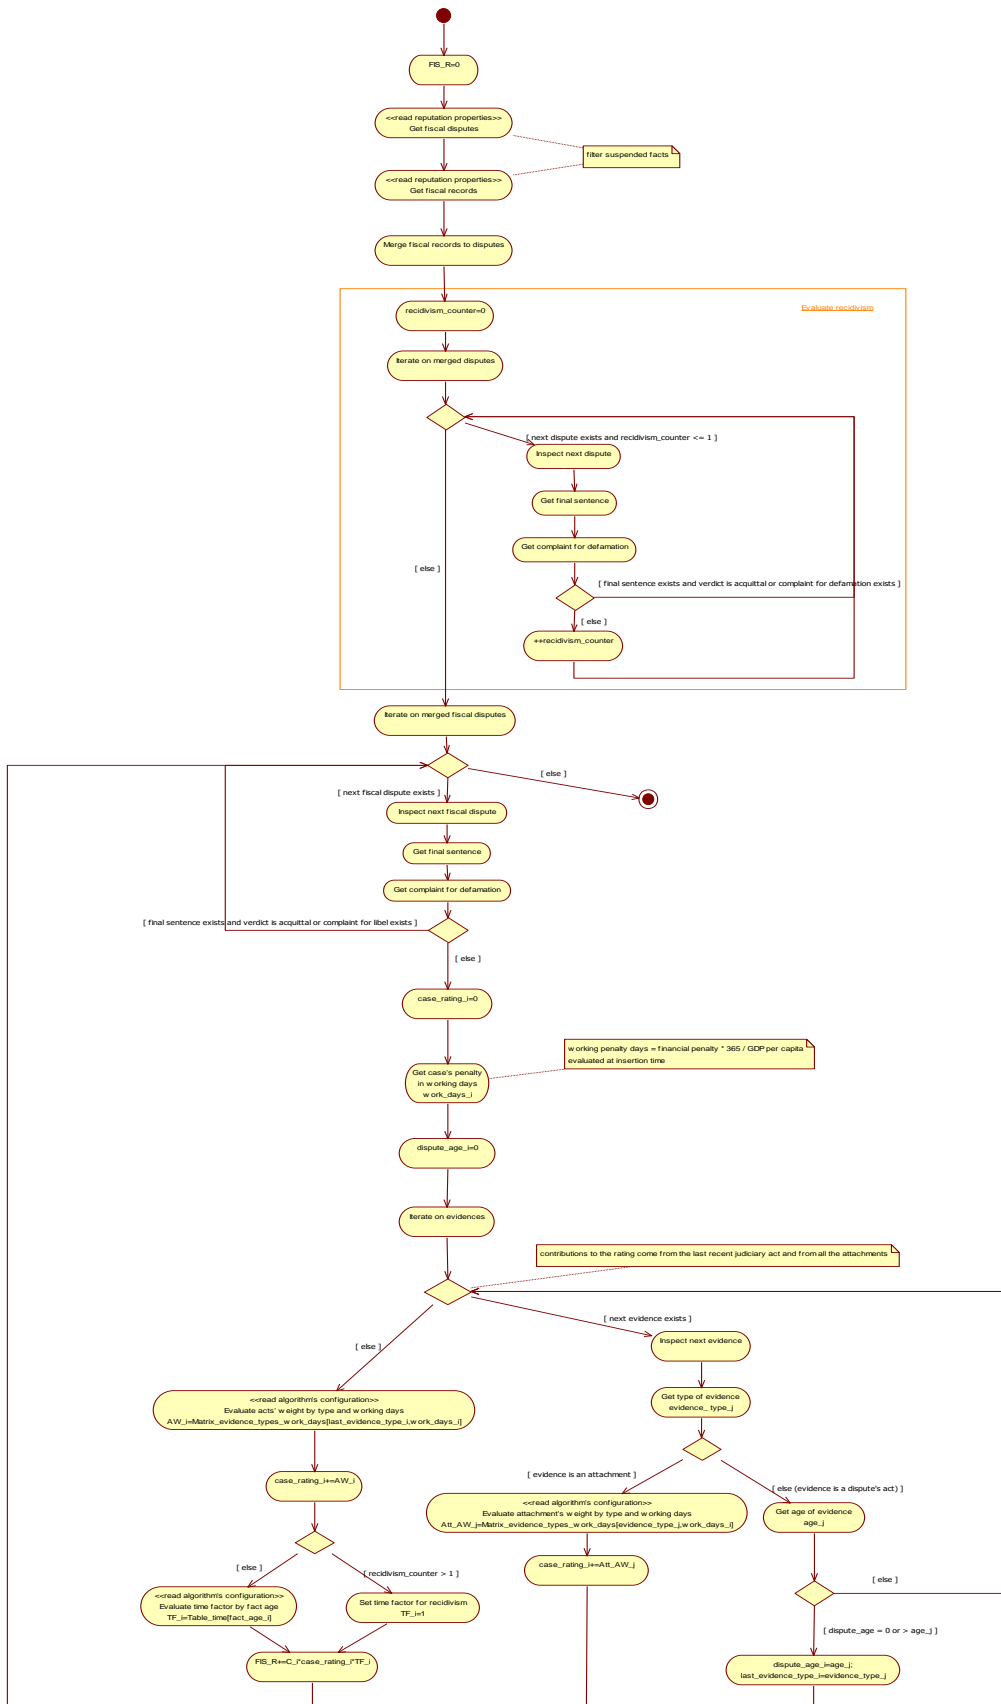 FIS_R=0
<<read reputation properties>>
Get fiscal disputes
filter suspended facts
<<read reputation properties>>
Get fiscal records
Merge fiscal records to disputes
Evaluate recidivism
recidivism_counter=0
Iterate on merged disputes
[ next dispute exists and recidivism_counter <= 1 ]
Inspect next dispute
Get final sentence
Get complaint for defamation
[ else ]
[ final sentence exists and verdict is acquittal or complaint for defamation exists ]
[ else ]
++recidivism_counter
Iterate on merged fiscal disputes
[ else ]
[ next fiscal dispute exists ]
Inspect next fiscal dispute
Get final sentence
Get complaint for defamation
[ final sentence exists and verdict is acquittal or complaint for libel exists ]
[ else ]
case_rating_i=0
working penalty days = financial penalty * 365 / GDP per capita
evaluated at insertion time
Get case's penalty
in working days
work_days_i
dispute_age_i=0
Iterate on evidences
contributions to the rating come from the last recent judiciary act and from all the attachments
[ next evidence exists ]
[ else ]
Inspect next evidence
Get type of evidence
evidence_ type_j
<<read algorithm's configuration>>
Evaluate acts' weight by type and working days
AW_i=Matrix_evidence_types_work_days[last_evidence_type_i,work_days_i]
[ evidence is an attachment ]
[ else (evidence is a dispute's act) ]
case_rating_i+=AW_i
<<read algorithm's configuration>>
Evaluate attachment's weight by type and working days
Att_AW_j=Matrix_evidence_types_work_days[evidence_type_j,work_days_i]
Get age of evidence
age_j
case_rating_i+=Att_AW_j
[ else ]
[ recidivism_counter > 1 ]
[ else ]
<<read algorithm's configuration>>
Evaluate time factor by fact age
TF_i=Table_time[fact_age_i]
Set time factor for recidivism
TF_i=1
[ dispute_age = 0 or > age_j ]
FIS_R+=C_i*case_rating_i*TF_i
dispute_age_i=age_j;
last_evidence_type_i=evidence_type_j